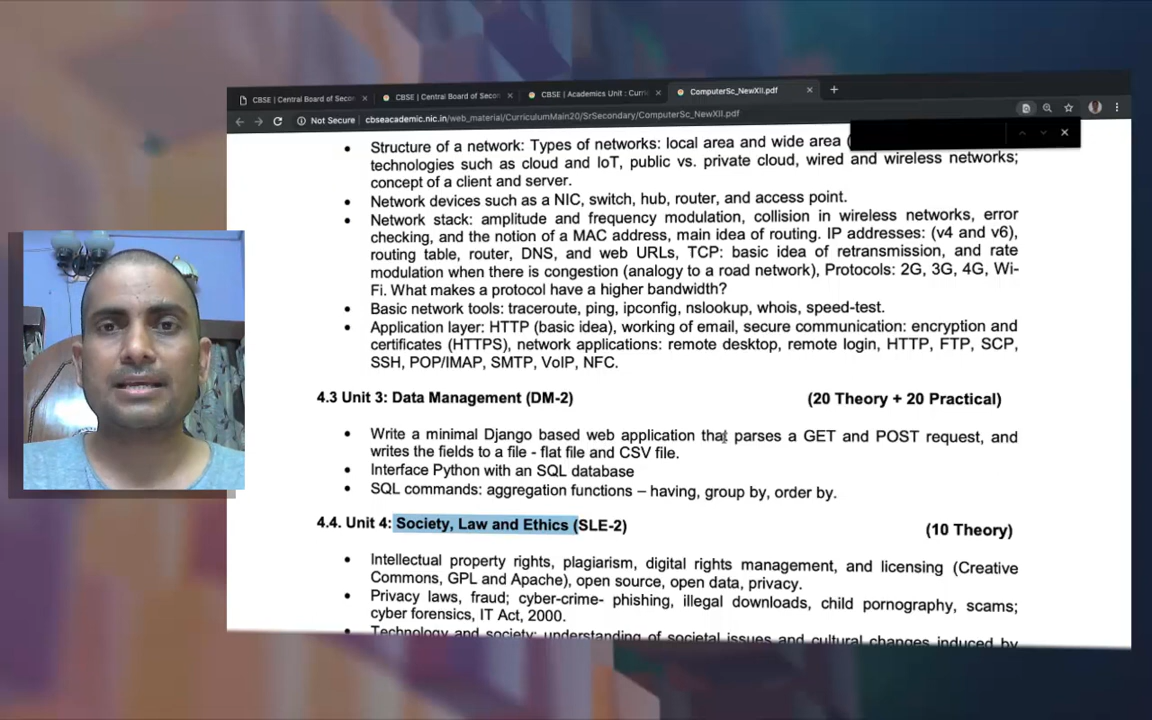 CBSE | Central Board of Secon
CBSE | Central Board of Secon
CBSE | Academics Unit : Curri
ComputerSc_NewXII.pdf
Not Secure
cbseacademic.nic.in/web_material/CurriculumMain20/SrSecondary/ComputerSc_NewXII.pdf
• Structure of a network: Types of networks: local area and wide area (
technologies such as cloud and IoT, public vs. private cloud, wired and wireless networks;
concept of a client and server.
• Network devices such as a NIC, switch, hub, router, and access point.
• Network stack: amplitude and frequency modulation, collision in wireless networks, error
checking, and the notion of a MAC address, main idea of routing. IP addresses: (v4 and v6),
routing table, router, DNS, and web URLs, TCP: basic idea of retransmission, and rate
modulation when there is congestion (analogy to a road network), Protocols: 2G, 3G, 4G, Wi-
Fi. What makes a protocol have a higher bandwidth?
• Basic network tools: traceroute, ping, ipconfig, nslookup, whois, speed-test.
• Application layer: HTTP (basic idea), working of email, secure communication: encryption and
certificates (HTTPS), network applications: remote desktop, remote login, HTTP, FTP, SCP,
SSH, POP/IMAP, SMTP, VoIP, NFC.
4.3 Unit 3: Data Management (DM-2) (20 Theory + 20 Practical)
• Write a minimal Django based web application that parses a GET and POST request, and
writes the fields to a file - flat file and CSV file.
• Interface Python with an SQL database
• SQL commands: aggregation functions – having, group by, order by.
4.4. Unit 4: Society, Law and Ethics (SLE-2) (10 Theory)
• Intellectual property rights, plagiarism, digital rights management, and licensing (Creative
Commons, GPL and Apache), open source, open data, privacy.
• Privacy laws, fraud; cyber-crime- phishing, illegal downloads, child pornography, scams;
cyber forensics, IT Act, 2000.
• Technology and society: understanding of societal issues and cultural changes induced by